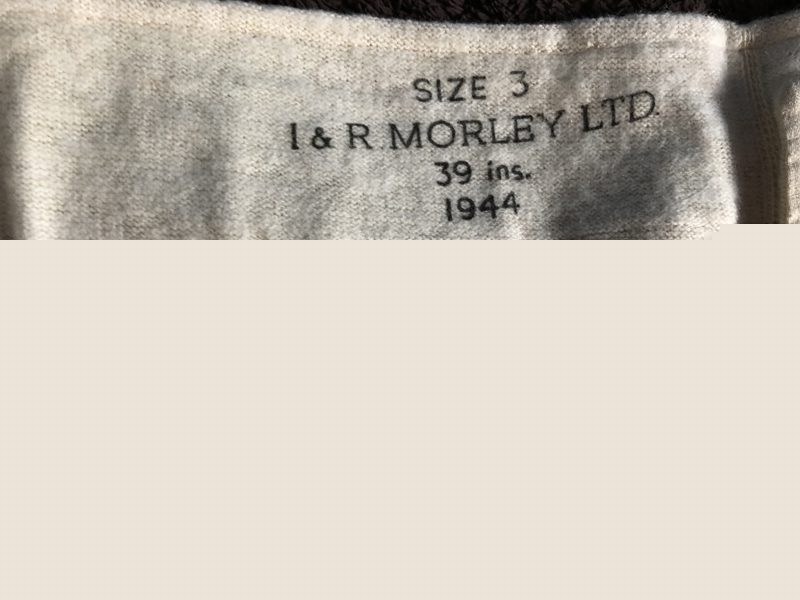 SIZE 3
I & R MORLEY LTD.
39 ins.
1944